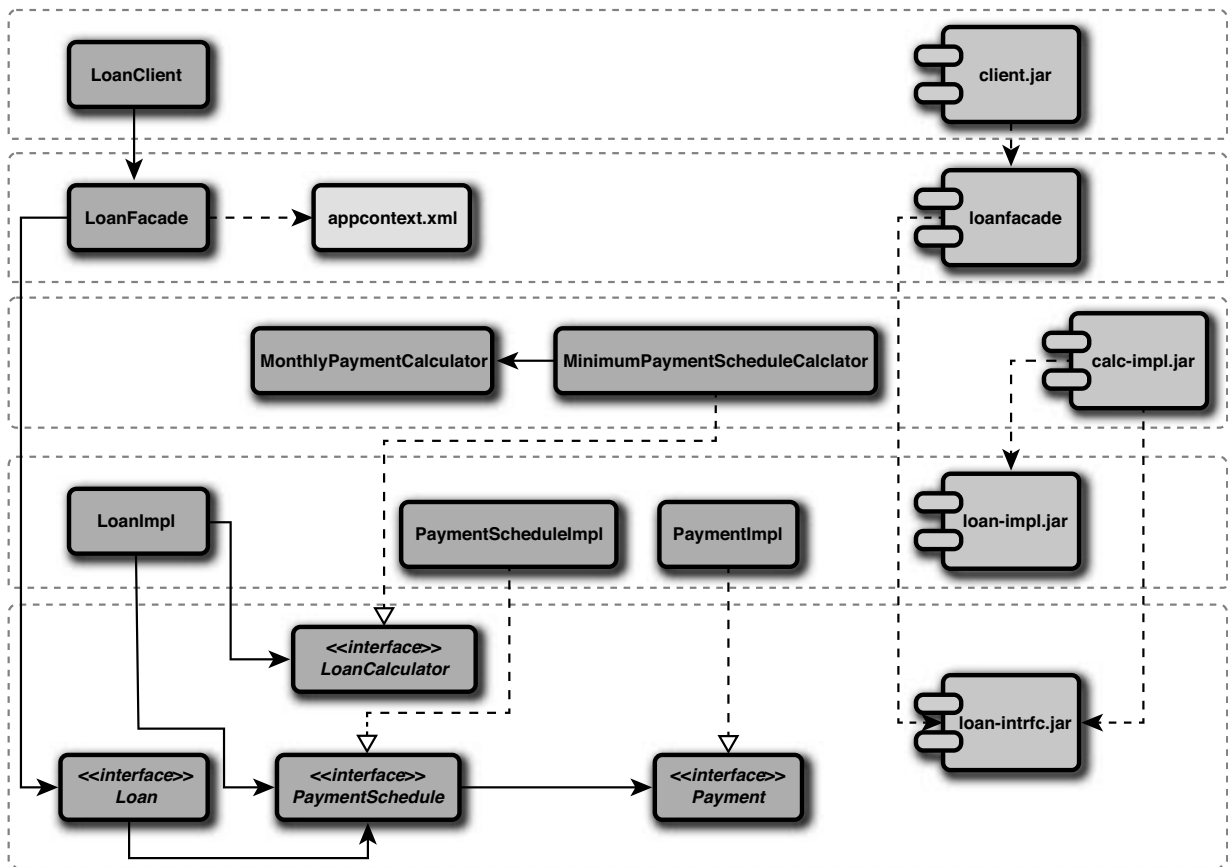 LoanClient
client.jar
LoanFacade
appcontext.xml
loanfacade
MonthlyPaymentCalculator
MinimumPaymentScheduleCalclator
calc-impl.jar
LoanImpl
PaymentScheduleImpl
PaymentImpl
loan-impl.jar
<<interface>>
LoanCalculator
loan-intrfc.jar
<<interface>>
Loan
<<interface>>
PaymentSchedule
<<interface>>
Payment